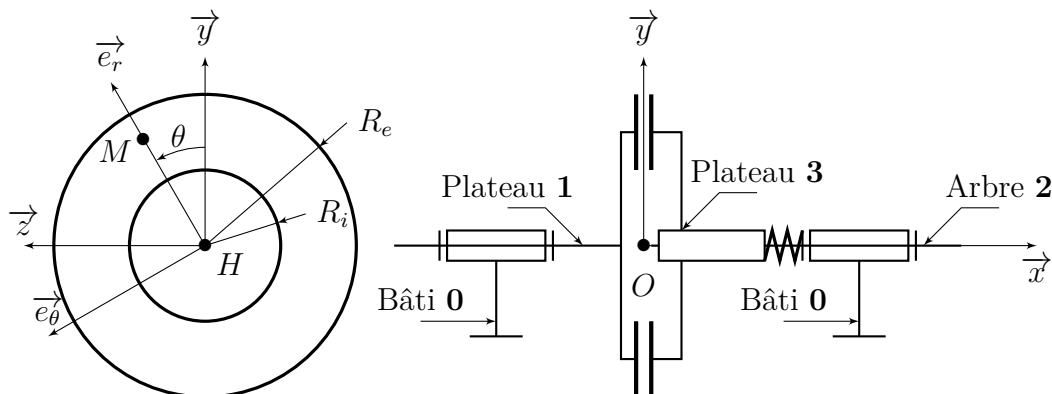 y
y
e_r
R_e
θ
M
Plateau 3
Plateau 1
Arbre 2
R_i
z
H
O
x
e_θ
Bâti 0
Bâti 0